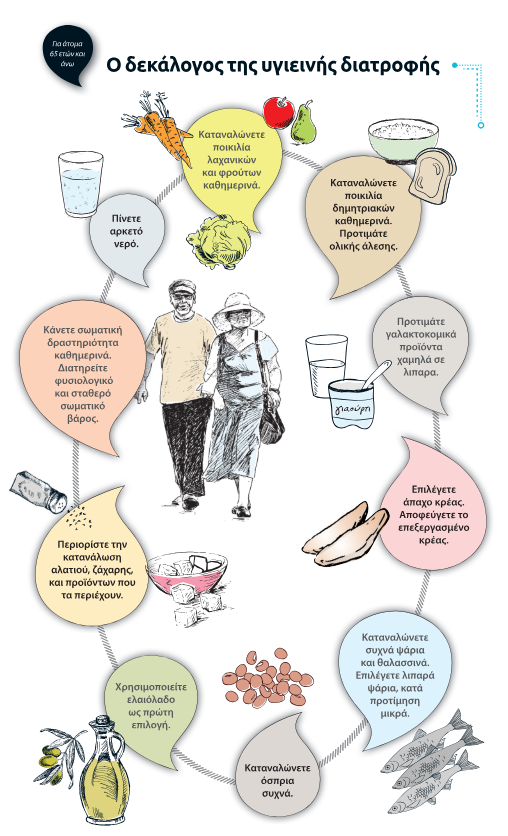 Για άτομα
65 ετών και
άνω
Ο δεκάλογος της υγιεινής διατροφής
Καταναλώνετε
ποικιλία
λαχανικών
και φρούτων
καθημερινά.
Καταναλώνετε
ποικιλία
δημητριακών
καθημερινά.
Προτιμάτε
ολικής άλεσης.
Προτιμάτε
γαλακτοκομικά
προϊόντα
χαμηλά σε
λιπαρα.
γιαούρτι
Επιλέγετε
άπαχο κρέας.
Αποφεύγετε το
επεξεργασμένο
κρέας.
Καταναλώνετε
συχνά ψάρια
και θαλασσινά.
Επιλέγετε λιπαρά
ψάρια, κατά
προτίμηση
μικρά.
Καταναλώνετε
όσπρια
συχνά.
Χρησιμοποιείτε
ελαιόλαδο
ως πρώτη
επιλογή.
Περιορίστε την
κατανάλωση
αλατιού, ζάχαρης,
και προϊόντων που
τα περιέχουν.
Κάνετε σωματική
δραστηριότητα
καθημερινά.
Διατηρείτε
φυσιολογικό
και σταθερό
σωματικό
βάρος.
Πίνετε
αρκετό
νερό.